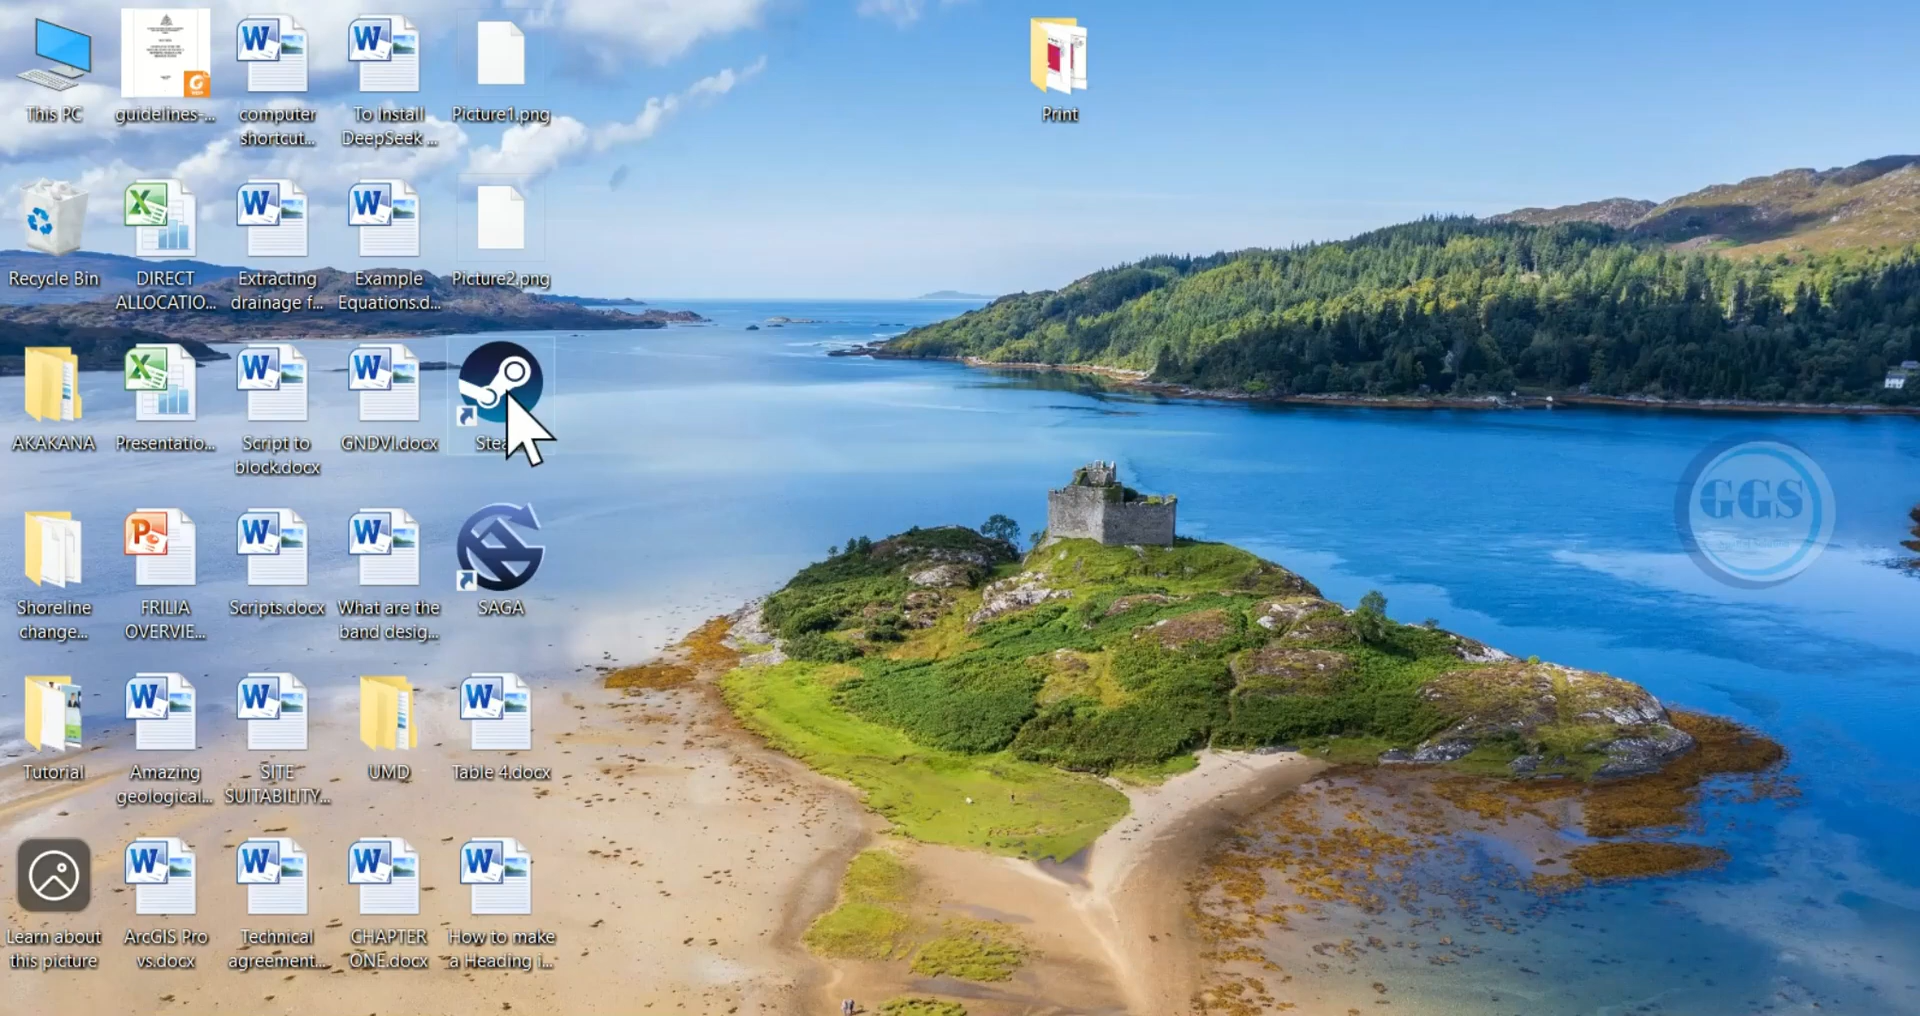 This PC
guidelines-...
computer
shortcut...
To Install
DeepSeek ...
Picture1.png
Print
Recycle Bin
DIRECT
ALLOCATIO...
Extracting
drainage f...
Example
Equations.d...
Picture2.png
AKAKANA
Presentatio...
Script to
block.docx
GNDVI.docx
Shoreline
change...
FRILIA
OVERVIE...
Scripts.docx
What are the
band desig...
SAGA
Tutorial
Amazing
geological...
SITE
SUITABILITY...
UMD
Table 4.docx
Learn about
this picture
ArcGIS Pro
vs.docx
Technical
agreement...
CHAPTER
ONE.docx
How to make
a Heading i...
GGS